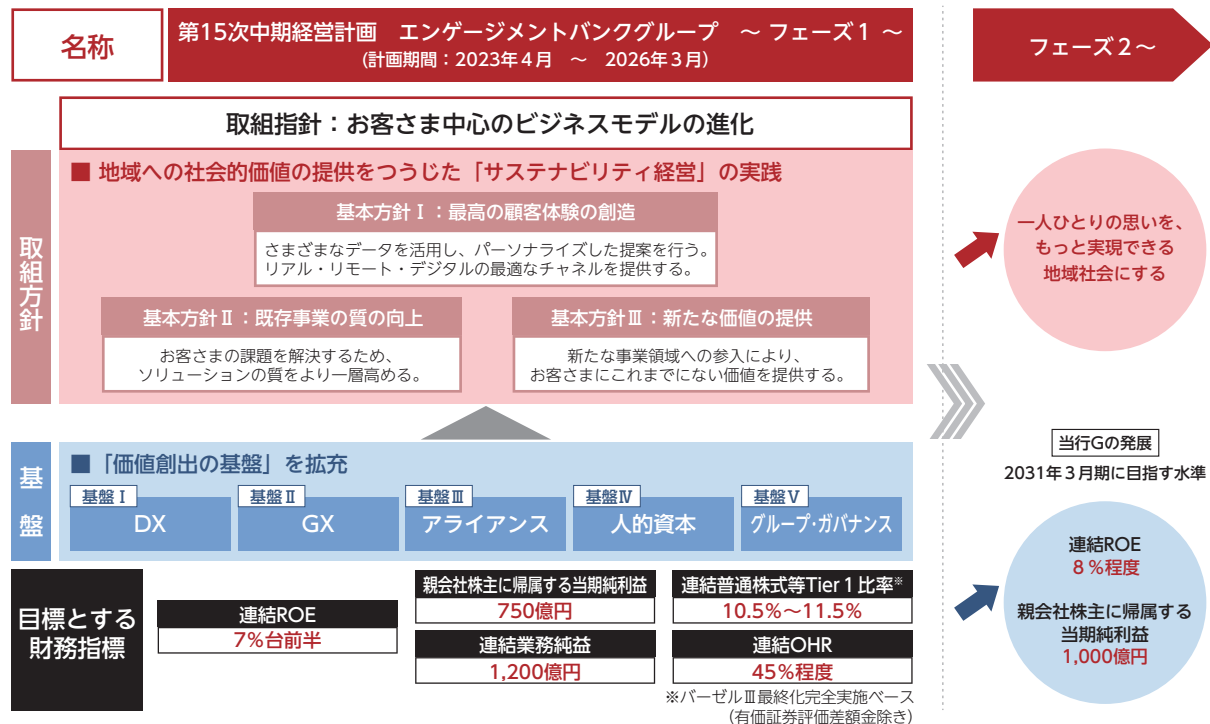 名称
第15次中期経営計画　エンゲージメントバンクグループ　～ フェーズ１ ～
(計画期間：2023年４月　～　2026年３月)
フェーズ２～
取組指針：お客さま中心のビジネスモデルの進化
取組方針
■ 地域への社会的価値の提供をつうじた「サステナビリティ経営」の実践
基本方針Ⅰ：最高の顧客体験の創造
さまざまなデータを活用し、パーソナライズした提案を行う。
リアル・リモート・デジタルの最適なチャネルを提供する。
基本方針Ⅱ：既存事業の質の向上
お客さまの課題を解決するため、
ソリューションの質をより一層高める。
基本方針Ⅲ：新たな価値の提供
新たな事業領域への参入により、
お客さまにこれまでにない価値を提供する。
一人ひとりの思いを、
もっと実現できる
地域社会にする
基盤
■「価値創出の基盤」を拡充
基盤Ⅰ
DX
基盤Ⅱ
GX
基盤Ⅲ
アライアンス
基盤Ⅳ
人的資本
基盤Ⅴ
グループ・ガバナンス
目標とする
財務指標
連結ROE
7%台前半
親会社株主に帰属する当期純利益
750億円
連結業務純益
1,200億円
連結普通株式等Tier１比率※
10.5%～11.5%
連結OHR
45%程度
※バーゼルⅢ最終化完全実施ベース
（有価証券評価差額金除き）
当行Gの発展
2031年３月期に目指す水準
連結ROE
８%程度
親会社株主に帰属する
当期純利益
1,000億円